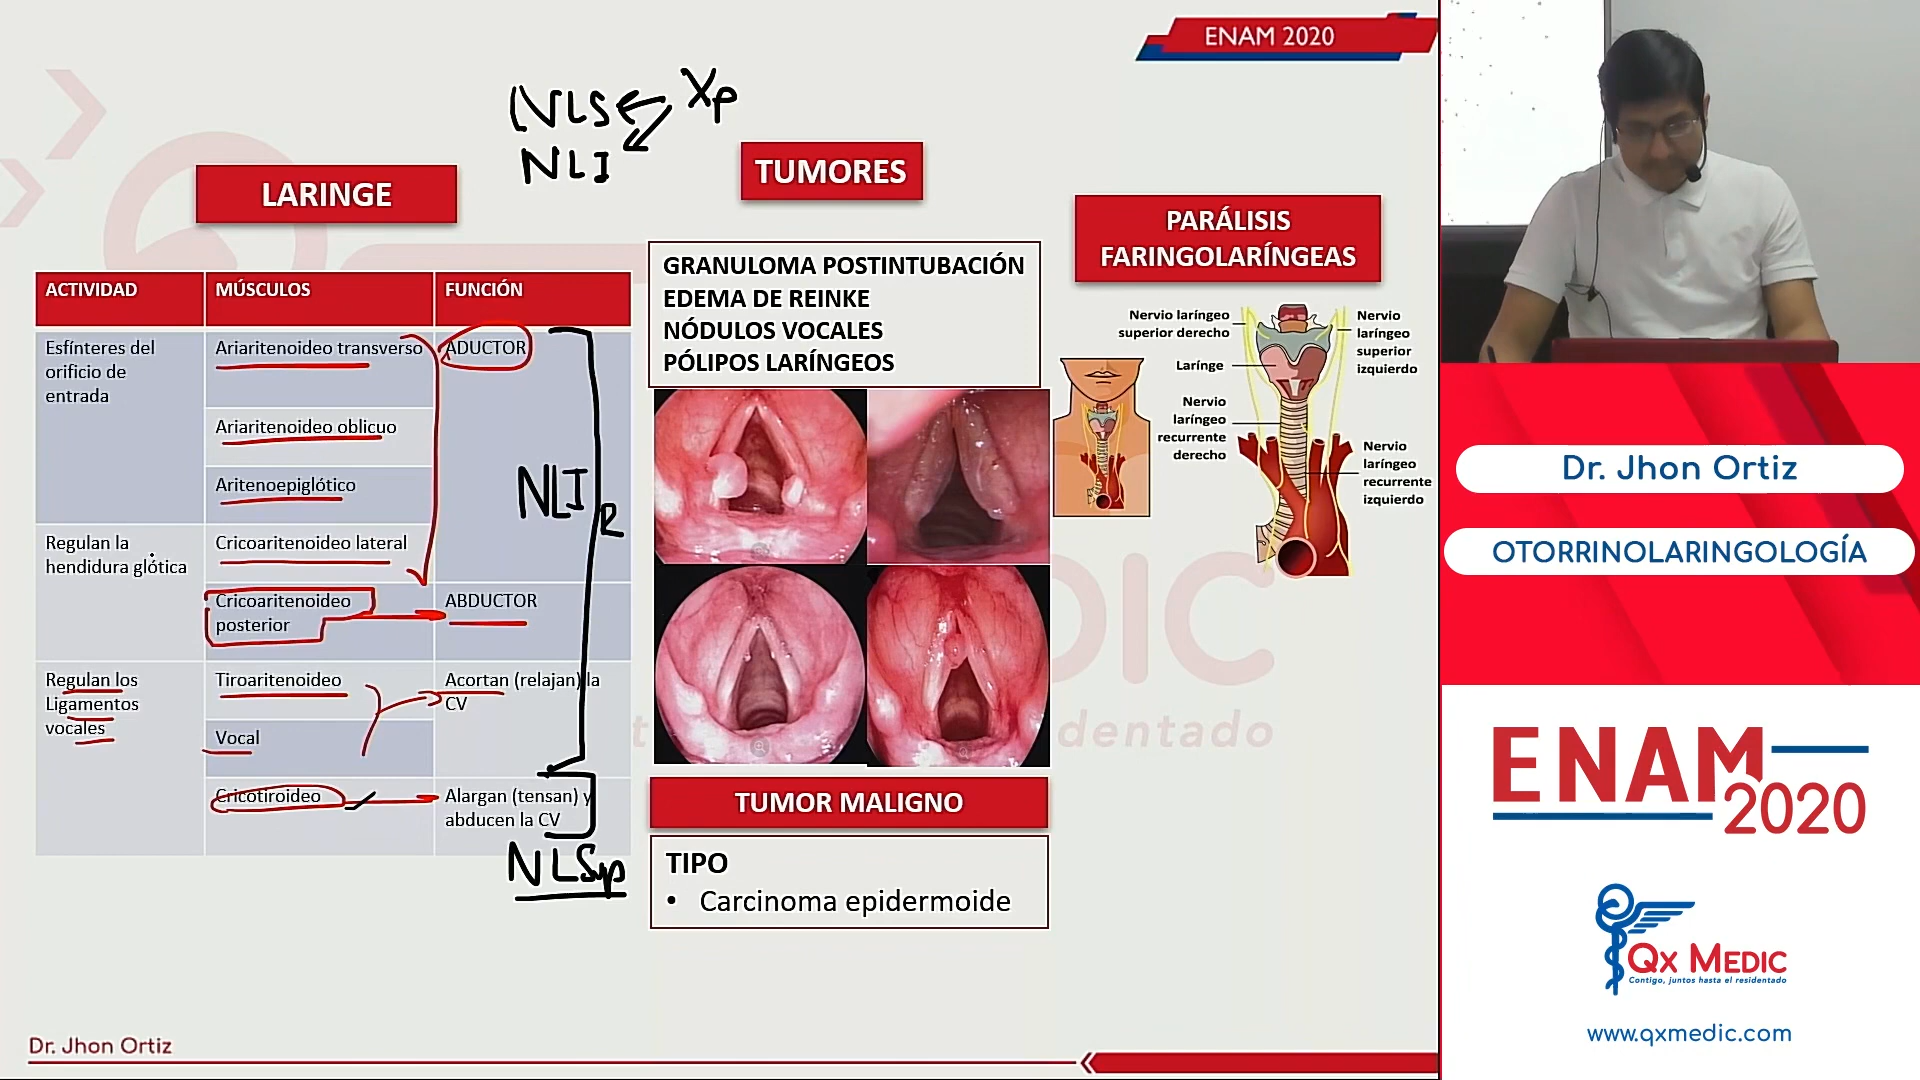 ENAM 2020
NLS Xp
NLI
LARINGE
ACTIVIDAD MÚSCULOS FUNCIÓN
Esfínteres del
orificio de
entrada
Ariaritenoideo transverso
ADUCTOR
Ariaritenoideo oblicuo
Aritenoepiglótico
Regulan la
hendidura glótica
Cricoaritenoideo lateral
Cricoaritenoideo
posterior
ABDUCTOR
Regulan los
Ligamentos
vocales
Tiroaritenoideo
Acortan (relajan) la
CV
Vocal
Cricotiroideo
Alargan (tensan) y
abducen la CV
NLI
R
NLSup
TUMORES
GRANULOMA POSTINTUBACIÓN
EDEMA DE REINKE
NÓDULOS VOCALES
PÓLIPOS LARÍNGEOS
TUMOR MALIGNO
TIPO
• Carcinoma epidermoide
PARÁLISIS
FARINGOLARÍNGEAS
Nervio laríngeo
superior derecho
Laringe
Nervio
laríngeo
recurrente
derecho
Nervio
laríngeo
superior
izquierdo
Nervio
laríngeo
recurrente
izquierdo
DIC
dentado
Dr. Jhon Ortiz
Dr. Jhon Ortiz
OTORRINOLARINGOLOGÍA
ENAM
2020
QX MEDIC
Contigo, juntos hasta el residentado
www.qxmedic.com